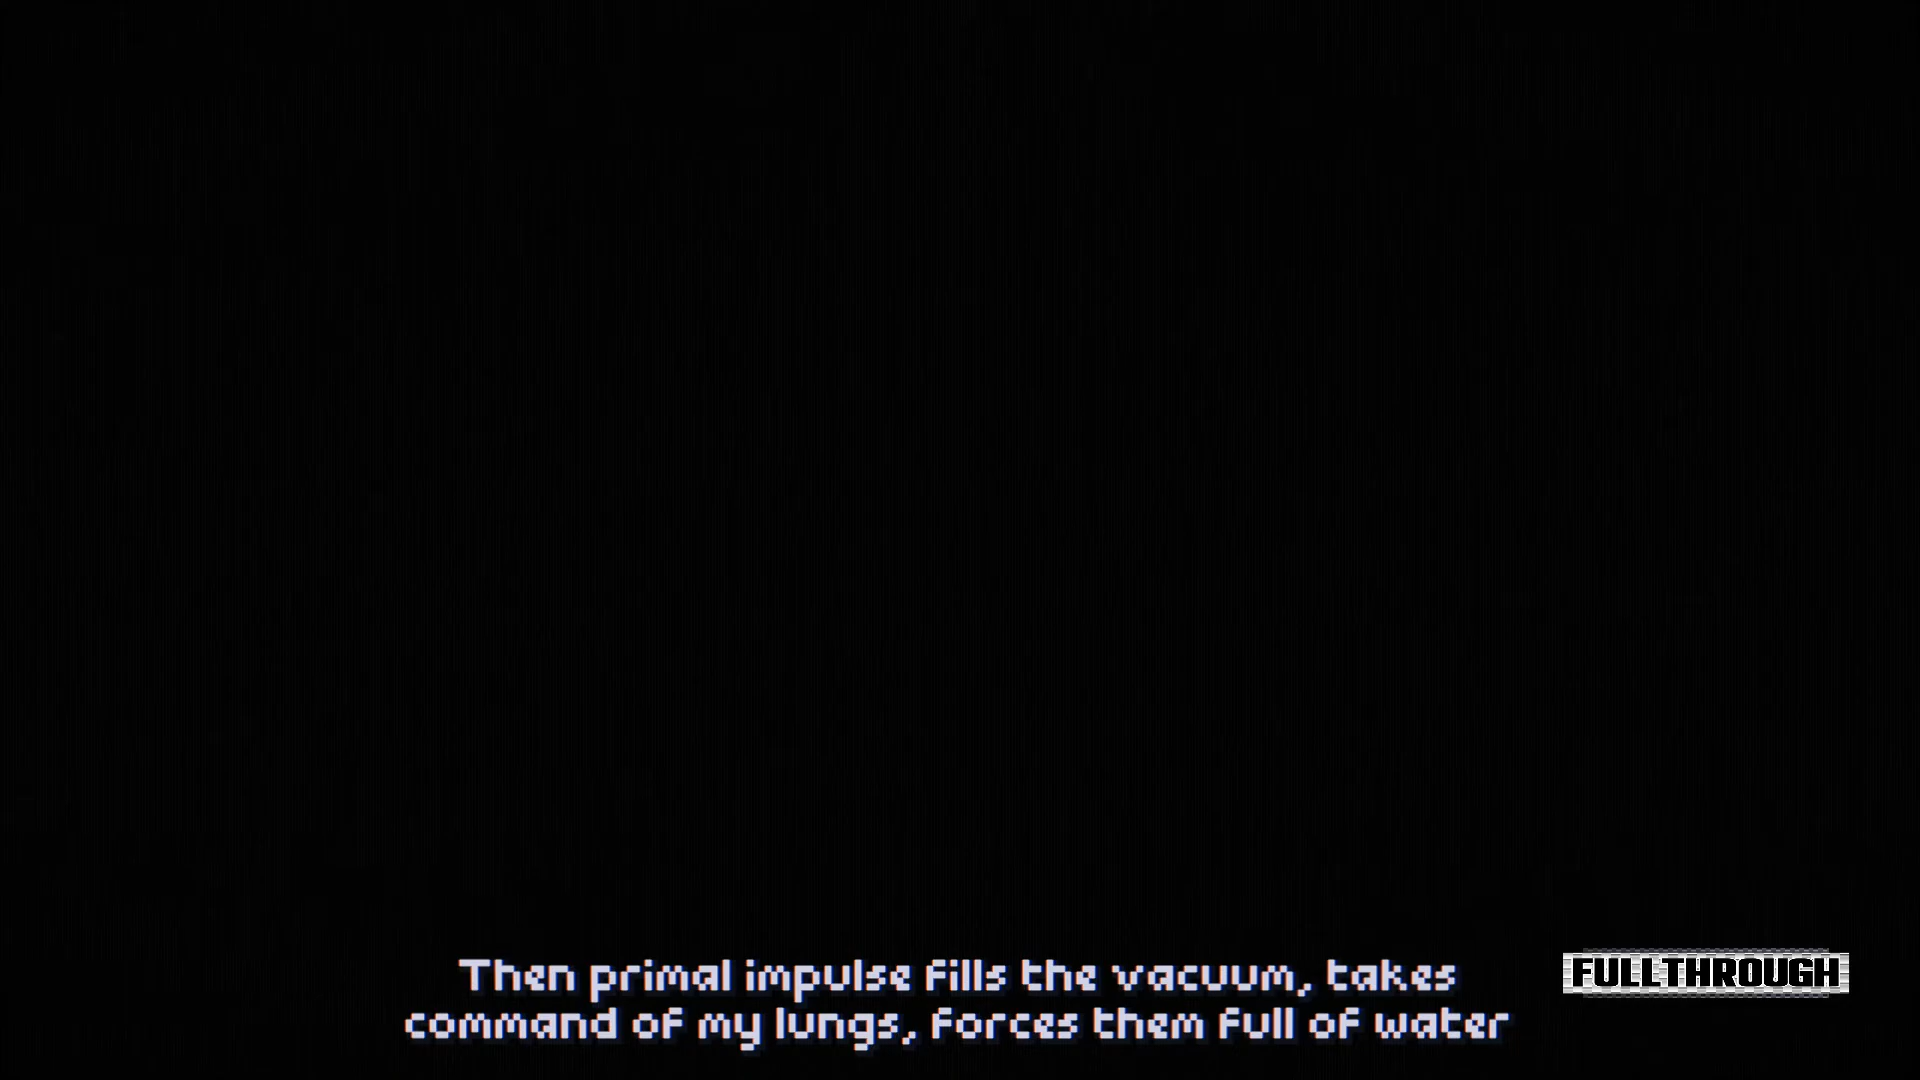 Then primal impulse fills the vacuum, takes
command of my lungs, forces them full of water
FULLTHROUGH